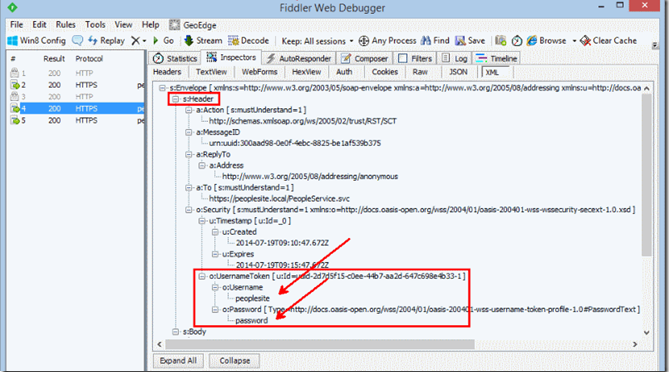 Fiddler Web Debugger
File Edit Rules Tools View Help GeoEdge
Win8 Config Replay Go Stream Decode Keep: All sessions Any Process Find Save Browse Clear Cache
# Result Protocol
1 200 HTTP
2 200 HTTPS pe
3 200 HTTP
4 200 HTTPS pe
5 200 HTTPS pe
Statistics Inspectors AutoResponder Composer Filters Log Timeline
Headers TextView WebForms HexView Auth Cookies Raw JSON XML
s:Envelope [ xmlns:s=http://www.w3.org/2003/05/soap-envelope xmlns:a=http://www.w3.org/2005/08/addressing xmlns:u=http://docs.oa
s:Header
a:Action [ s:mustUnderstand=1 ]
http://schemas.xmlsoap.org/ws/2005/02/trust/RST/SCT
a:MessageID
urn:uuid:300aad98-0e0f-4ebc-8825-be1af539b375
a:ReplyTo
a:Address
http://www.w3.org/2005/08/addressing/anonymous
a:To [ s:mustUnderstand=1 ]
https://peoplesite.local/PeopleService.svc
o:Security [ s:mustUnderstand=1 xmlns:o=http://docs.oasis-open.org/wss/2004/01/oasis-200401-wss-wssecurity-secext-1.0.xsd ]
u:Timestamp [ u:Id=_0 ]
u:Created
2014-07-19T09:10:47.672Z
u:Expires
2014-07-19T09:15:47.672Z
o:UsernameToken [ u:Id=uuid-2d7d5f15-c0ee-44b7-aa2d-647c698e4b33-1 ]
o:Username
peoplesite
o:Password [ Type=http://docs.oasis-open.org/wss/2004/01/oasis-200401-wss-username-token-profile-1.0#PasswordText ]
password
s:Body
Expand All Collapse